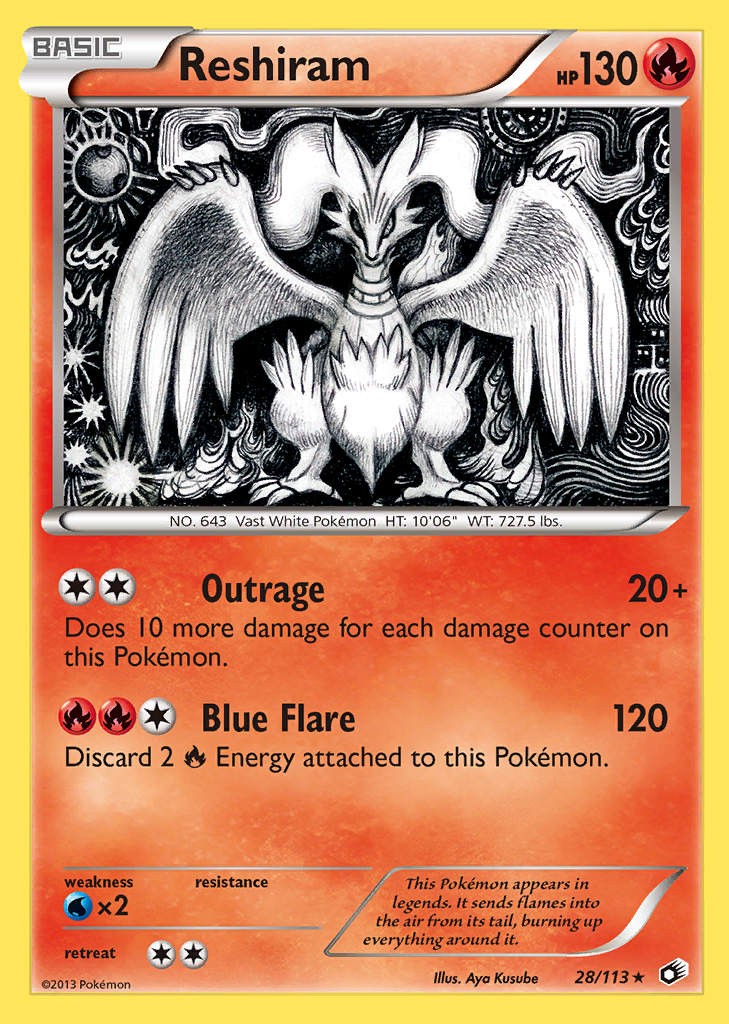 BASIC
Reshiram
HP130
NO. 643 Vast White Pokémon HT: 10'06" WT: 727.5 lbs.
Outrage 20+
Does 10 more damage for each damage counter on
this Pokémon.
Blue Flare 120
Discard 2 Energy attached to this Pokémon.
weakness resistance
×2
This Pokémon appears in
legends. It sends flames into
the air from its tail, burning up
everything around it.
retreat
©2013 Pokémon
Illus. Aya Kusube
28/113 ★